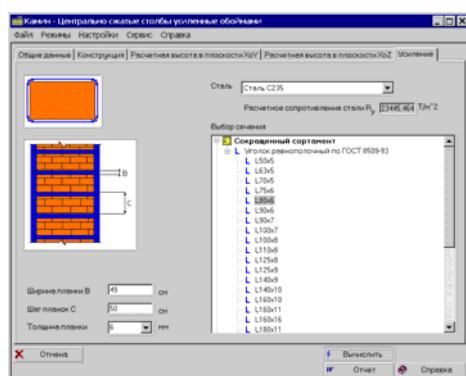 Камин - Центрально сжатые столбы усиленные обоймами
Файл Режимы Настройки Сервис Справка
Общие данные Конструкция Расчетная высота в плоскости XoY Расчетная высота в плоскости XoZ Усиление
Сталь Сталь C235
Расчетное сопротивление стали Ry 23445.464 Т/м^2
Выбор сечения
Сокращенный сортамент
L Уголок равнополочный по ГОСТ 8509-93
L L50x5
L L63x5
L L70x5
L L75x6
L L80x6
L L90x6
L L90x7
L L100x7
L L100x8
L L110x8
L L125x8
L L125x9
L L140x9
L L140x10
L L160x10
L L160x11
L L160x16
L L180x11
B
C
Ширина планки B 49 см
Шаг планок C 50 см
Толщина планки 6 мм
Отмена
Вычислить
Отчет
Справка